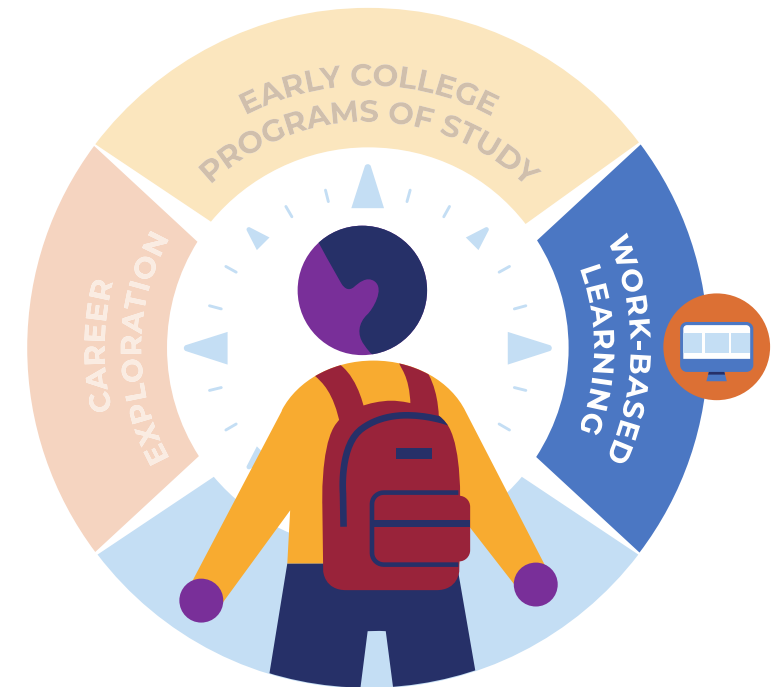 EARLY COLLEGE
PROGRAMS OF STUDY
CAREER
EXPLORATION
WORK-BASED
LEARNING